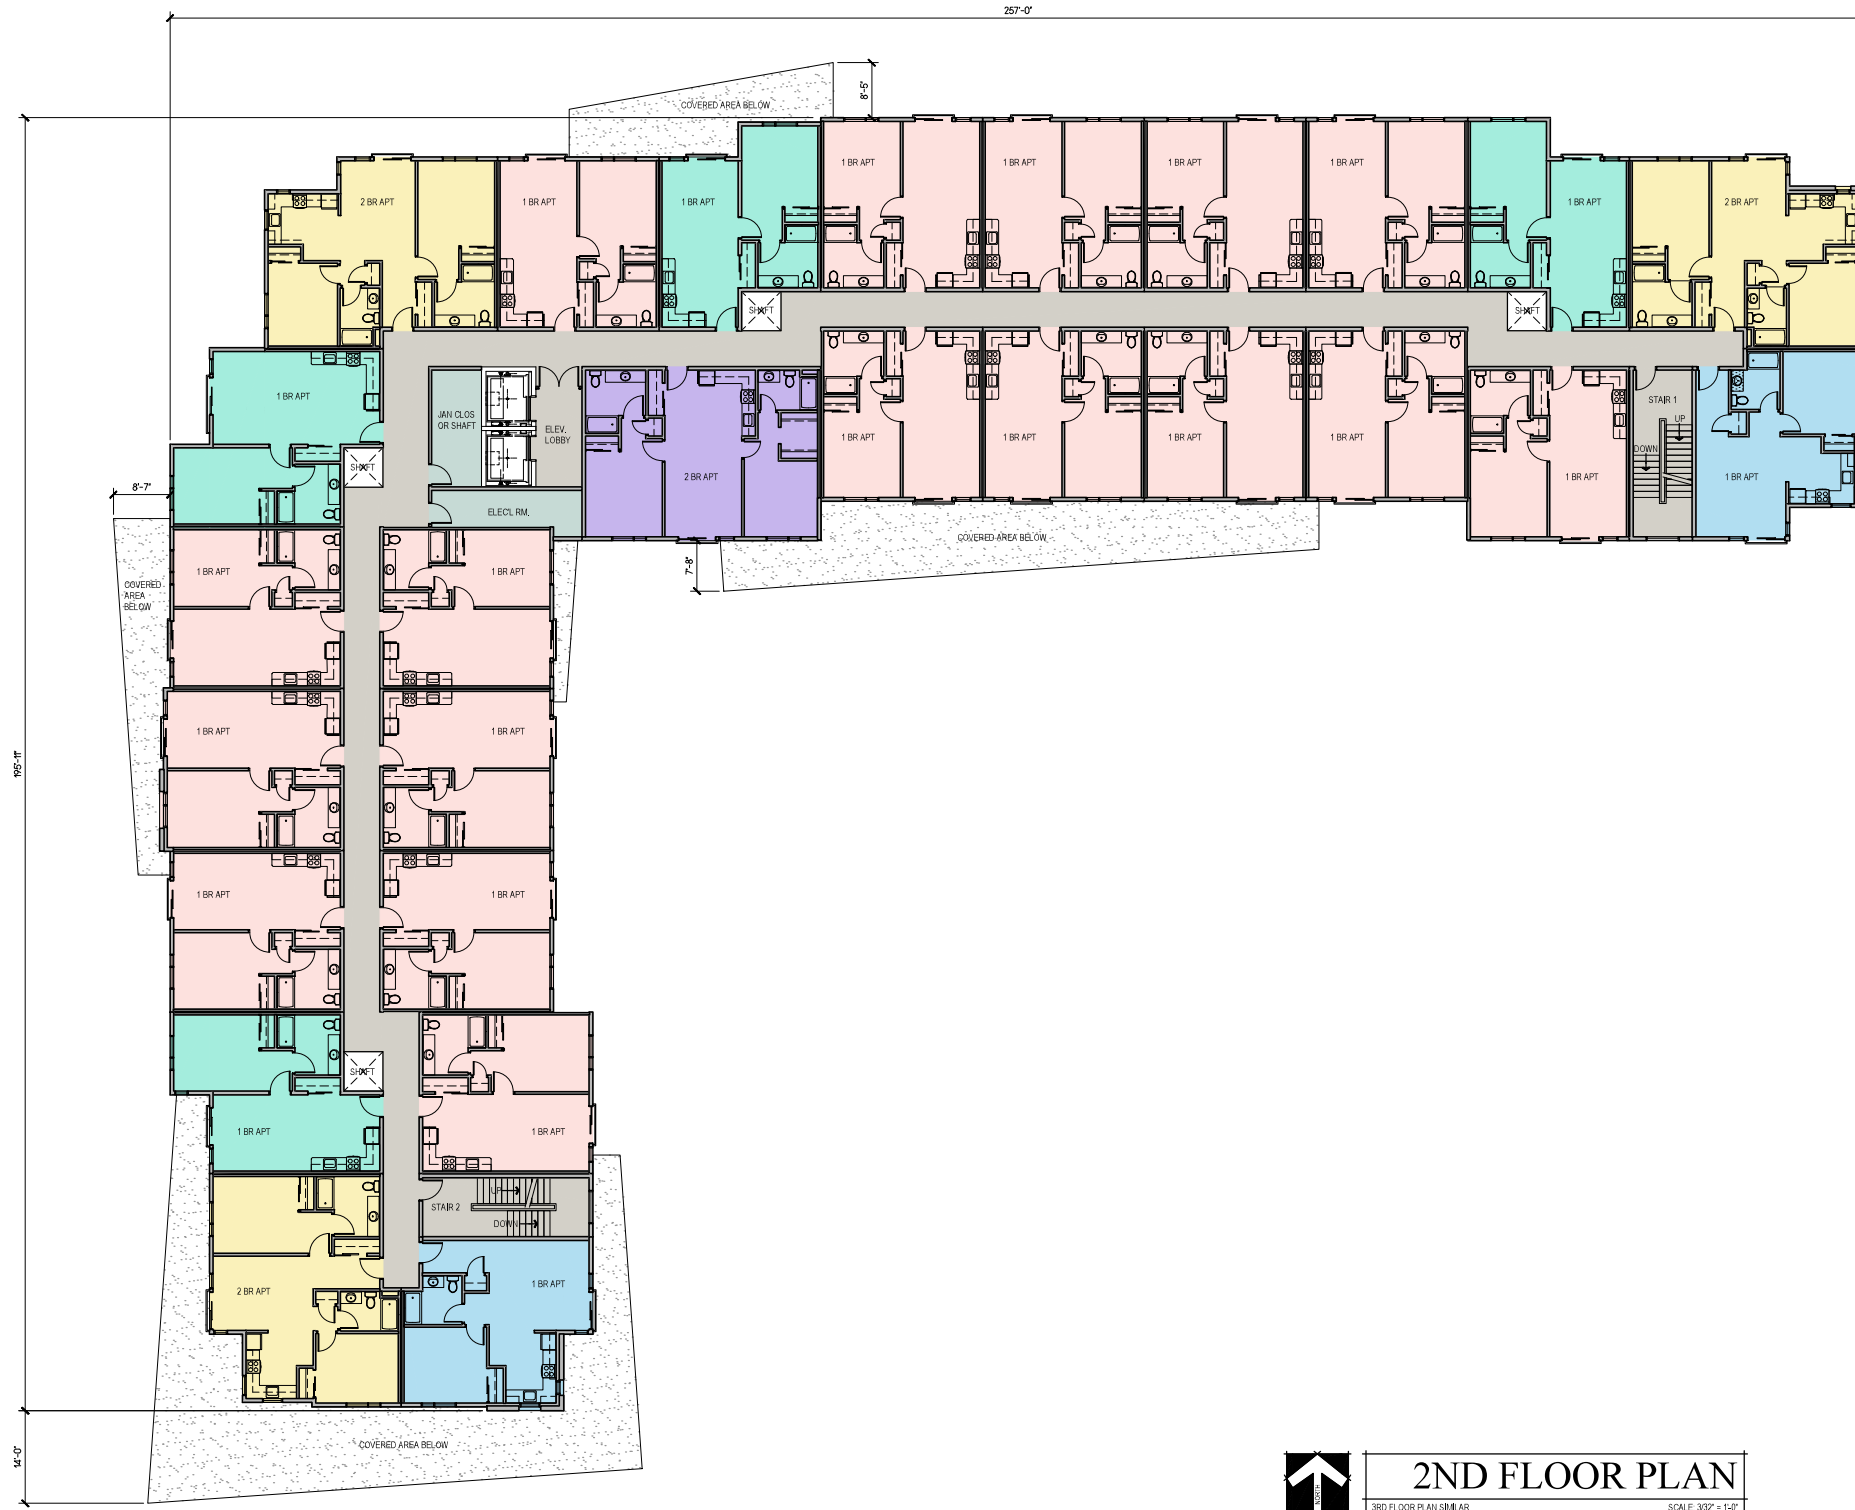 257'-0"
8'-5"
COVERED AREA BELOW
1 BR APT
1 BR APT
1 BR APT
1 BR APT
2 BR APT
1 BR APT
1 BR APT
1 BR APT
2 BR APT
SHAFT
SHAFT
1 BR APT
JAN CLOS
OR SHAFT
ELEV.
LOBBY
STAIR 1
UP
DOWN
1 BR APT
1 BR APT
1 BR APT
1 BR APT
SHAFT
2 BR APT
1 BR APT
1 BR APT
8'-7"
ELEC'L RM.
COVERED AREA BELOW
7'-8"
1 BR APT
1 BR APT
COVERED
AREA
BELOW
1 BR APT
1 BR APT
195'-11"
1 BR APT
1 BR APT
SHAFT
1 BR APT
1 BR APT
UP
STAIR 2
DOWN
2 BR APT
1 BR APT
COVERED AREA BELOW
14'-0"
NORTH
2ND FLOOR PLAN
3RD FLOOR PLAN SIMILAR
SCALE: 3/32" = 1'-0"